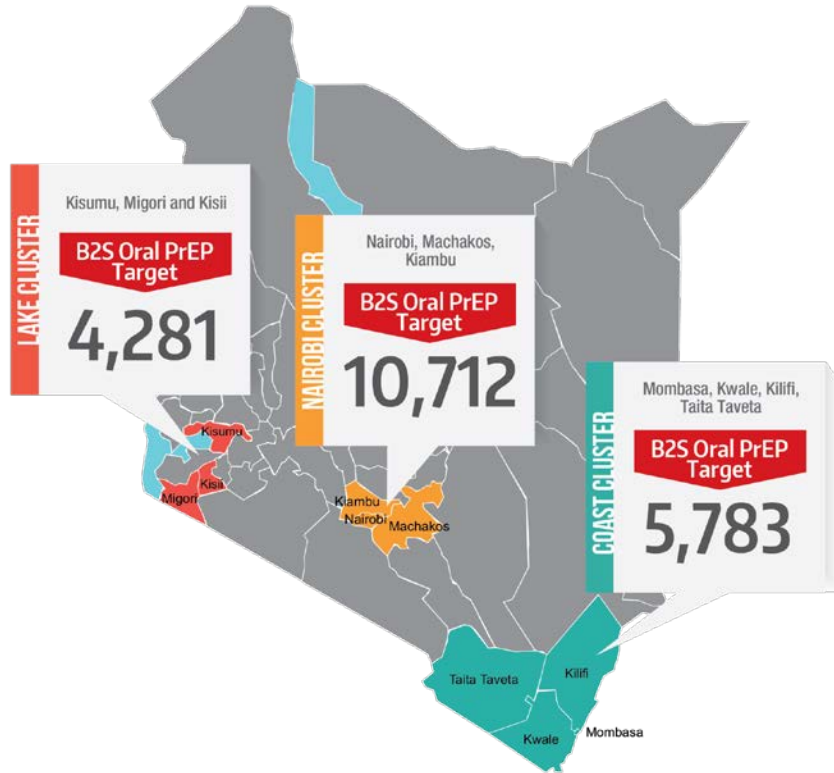 LAKE CLUSTER
Kisumu, Migori and Kisii
B2S Oral PrEP
Target
4,281
NAIROBI CLUSTER
Nairobi, Machakos,
Kiambu
B2S Oral PrEP
Target
10,712
COAST CLUSTER
Mombasa, Kwale, Kilifi,
Taita Taveta
B2S Oral PrEP
Target
5,783
Kisumu
Kisii
Migori
Kiambu
Nairobi
Machakos
Taita Taveta
Kilifi
Mombasa
Kwale